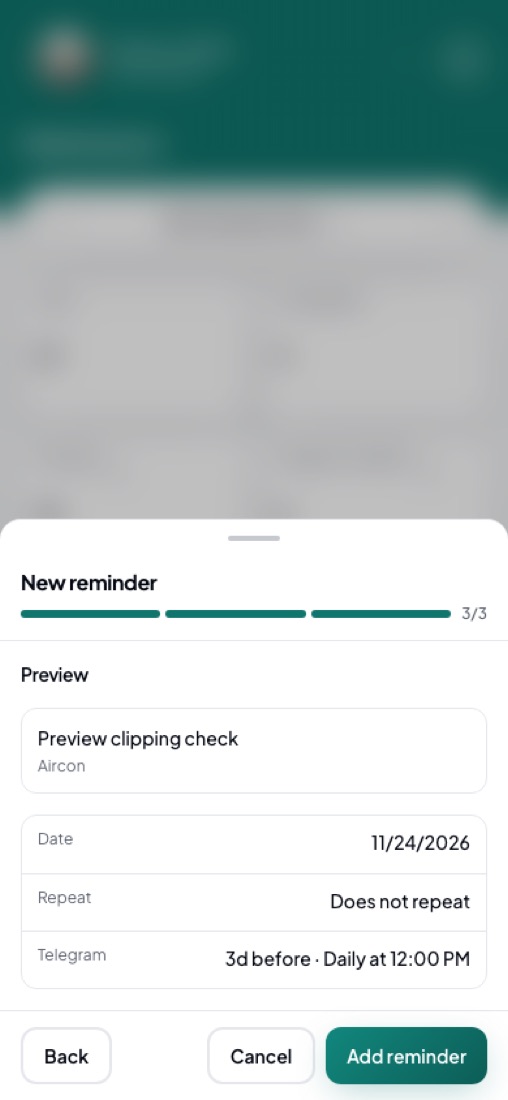 New reminder
3/3
Preview
Preview clipping check
Aircon
Date
11/24/2026
Repeat
Does not repeat
Telegram
3d before · Daily at 12:00 PM
Back
Cancel
Add reminder